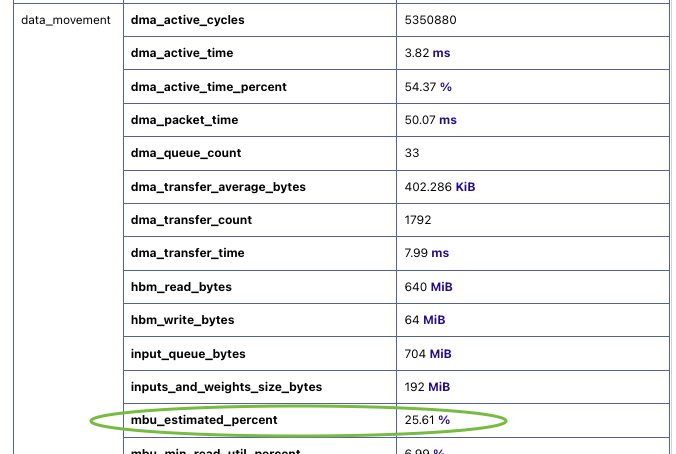 data_movement dma_active_cycles 5350880
dma_active_time 3.82 ms
dma_active_time_percent 54.37 %
dma_packet_time 50.07 ms
dma_queue_count 33
dma_transfer_average_bytes 402.286 KiB
dma_transfer_count 1792
dma_transfer_time 7.99 ms
hbm_read_bytes 640 MiB
hbm_write_bytes 64 MiB
input_queue_bytes 704 MiB
inputs_and_weights_size_bytes 192 MiB
mbu_estimated_percent 25.61 %
mbu_min_read_util_percent 6.99 %